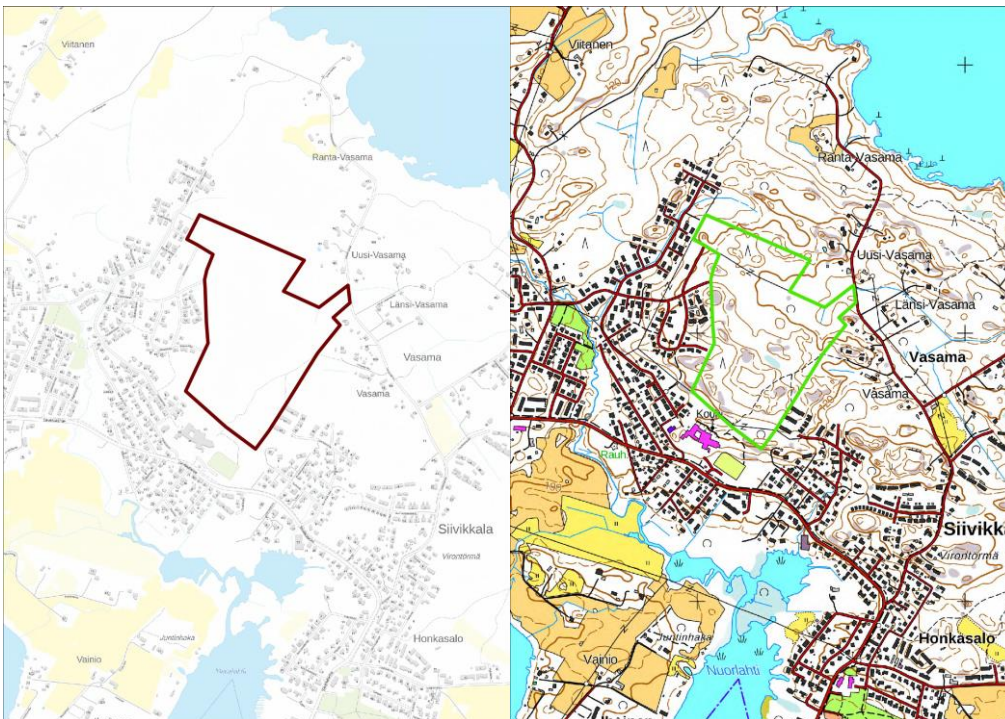 Viitanen
Ranta-Vasama
Uusi-Vasama
Länsi-Vasama
Vasama
Vasama
Siivikkala
Virontörmä
Juntinhaka
Honkasalo
Vainio
Viitanen
Ranta-Vasama
Uusi-Vasama
Länsi-Vasama
Vasama
Vasama
Rauh.
Siivikk
Virontörmä
Juntinhaka
Honkasalo
Vainio
Nuorlahti